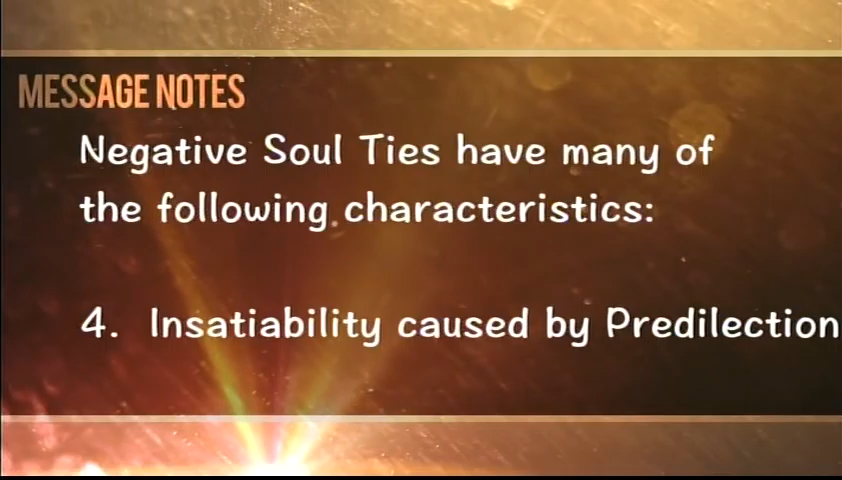 MESSAGE NOTES
Negative Soul Ties have many of
the following characteristics:
4. Insatiability caused by Predilection